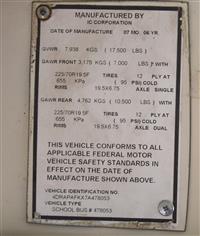 MANUFACTURED BY
IC CORPORATION
DATE OF MANUFACTURE 07 MO 06 YR
GVWR 7,938 KGS ( 17,500 LBS )
GAWR FRONT 3,175 KGS ( 7,000 LBS ) WITH
225/70R19.5F TIRES 12 PLY AT
655 KPA ( 95 PSI) COLD
RIMS 19.5x6.75 AXLE SINGLE
GAWR REAR 4,762 KGS ( 10,500 LBS ) WITH
225/70R19.5F TIRES 12 PLY AT
655 KPA ( 95 PSI) COLD
RIMS 19.5x6.75 AXLE DUAL
THIS VEHICLE CONFORMS TO ALL
APPLICABLE FEDERAL MOTOR
VEHICLE SAFETY STANDARDS IN
EFFECT ON THE DATE OF
MANUFACTURE SHOWN ABOVE.
VEHICLE IDENTIFICATION NO.
VEHICLE TYPE
SCHOOL BUS # 478053